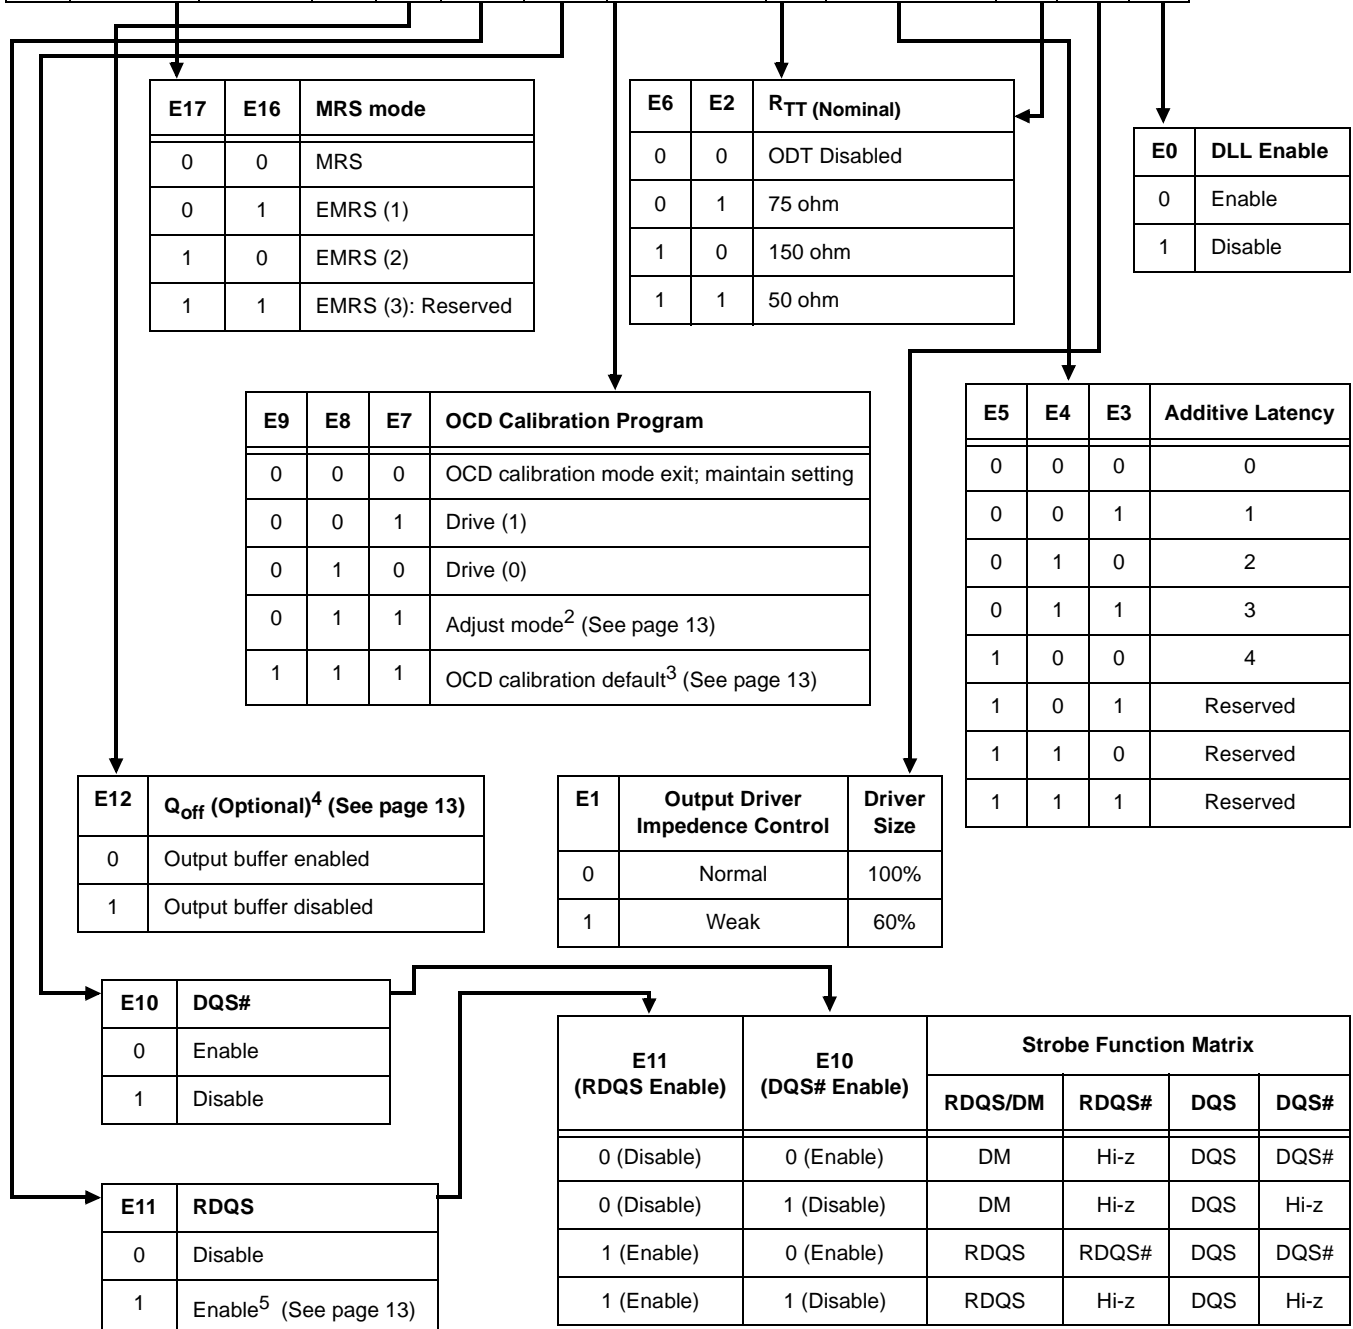 E17 E16 MRS mode
0 0 MRS
0 1 EMRS (1)
1 0 EMRS (2)
1 1 EMRS (3): Reserved
E6 E2 RTT (Nominal)
0 0 ODT Disabled
0 1 75 ohm
1 0 150 ohm
1 1 50 ohm
E0 DLL Enable
0 Enable
1 Disable
E9 E8 E7 OCD Calibration Program
0 0 0 OCD calibration mode exit; maintain setting
0 0 1 Drive (1)
0 1 0 Drive (0)
0 1 1 Adjust mode2 (See page 13)
1 1 1 OCD calibration default3 (See page 13)
E5 E4 E3 Additive Latency
0 0 0 0
0 0 1 1
0 1 0 2
0 1 1 3
1 0 0 4
1 0 1 Reserved
1 1 0 Reserved
1 1 1 Reserved
E12 Qoff (Optional)4 (See page 13)
0 Output buffer enabled
1 Output buffer disabled
E1 Output Driver Driver
Impedence Control Size
0 Normal 100%
1 Weak 60%
E10 DQS#
0 Enable
1 Disable
E11 RDQS
0 Disable
1 Enable5 (See page 13)
E11 E10 Strobe Function Matrix
(RDQS Enable) (DQS# Enable) RDQS/DM RDQS# DQS DQS#
0 (Disable) 0 (Enable) DM Hi-z DQS DQS#
0 (Disable) 1 (Disable) DM Hi-z DQS Hi-z
1 (Enable) 0 (Enable) RDQS RDQS# DQS DQS#
1 (Enable) 1 (Disable) RDQS Hi-z DQS Hi-z